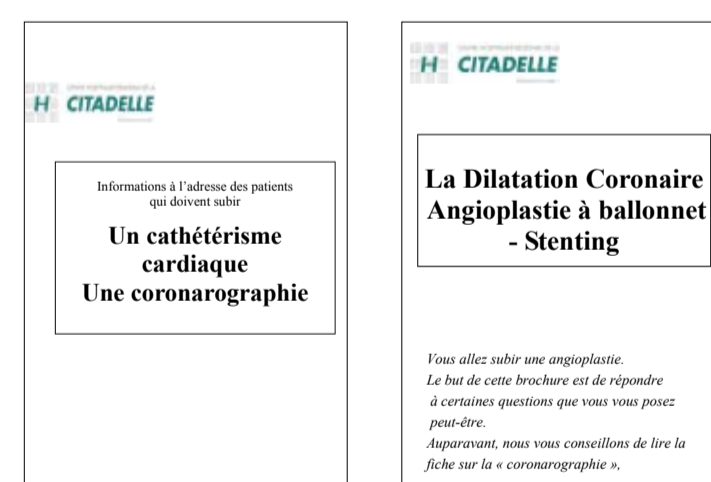 H CITADELLE
Informations à l’adresse des patients
qui doivent subir
Un cathétérisme
cardiaque
Une coronarographie
H CITADELLE
La Dilatation Coronaire
Angioplastie à ballonnet
- Stenting
Vous allez subir une angioplastie.
Le but de cette brochure est de répondre
à certaines questions que vous vous posez
peut-être.
Auparavant, nous vous conseillons de lire la
fiche sur la « coronarographie »,